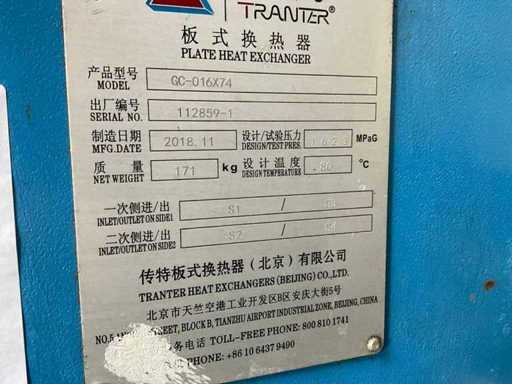 TRANTER®
板式换热器
PLATE HEAT EXCHANGER
产品型号 MODEL GC-016X74
出厂编号 SERIAL NO. 112859-1
制造日期 MFG.DATE 2018.11 设计/试验压力 DESIGN/TEST PRES. MPaG
质量 NET WEIGHT 171 kg 设计温度 DESIGN TEMPERATURE °C
一次侧进/出 INLET/OUTLET ON SIDE1 S1 /
二次侧进/出 INLET/OUTLET ON SIDE2 S2 /
传特板式换热器（北京）有限公司
TRANTER HEAT EXCHANGERS (BEIJING) CO.,LTD.
北京市天竺空港工业开发区B区安庆大街5号
STREET, BLOCK B, TIANZHU AIRPORT INDUSTRIAL ZONE, BEIJING, CHINA
务电话 TOLL-FREE PHONE: 800 810 1741
PHONE: +86 10 6437 9490